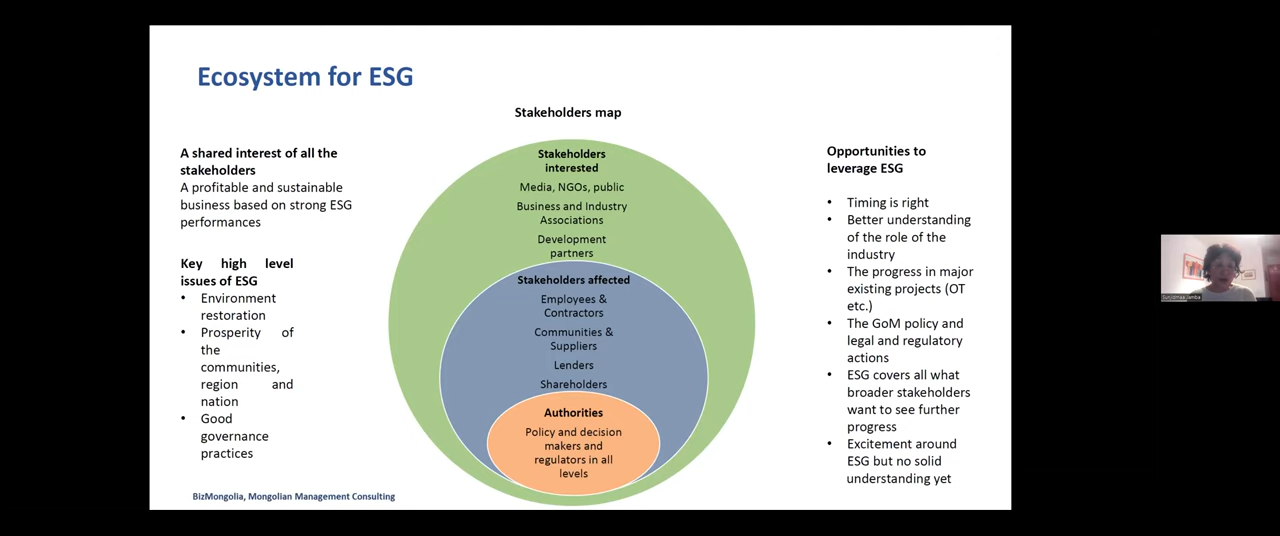 Ecosystem for ESG
Stakeholders map
A shared interest of all the
stakeholders
A profitable and sustainable
business based on strong ESG
performances
Key high level
issues of ESG
• Environment
restoration
• Prosperity of
the
communities,
region and
nation
• Good
governance
practices
Stakeholders
interested
Media, NGOs, public
Business and Industry
Associations
Development
partners
Stakeholders affected
Employees &
Contractors
Communities &
Suppliers
Lenders
Shareholders
Authorities
Policy and decision
makers and
regulators in all
levels
Opportunities to
leverage ESG
• Timing is right
• Better understanding
of the role of the
industry
• The progress in major
existing projects (OT
etc.)
• The GoM policy and
legal and regulatory
actions
• ESG covers all what
broader stakeholders
want to see further
progress
• Excitement around
ESG but no solid
understanding yet
BizMongolia, Mongolian Management Consulting